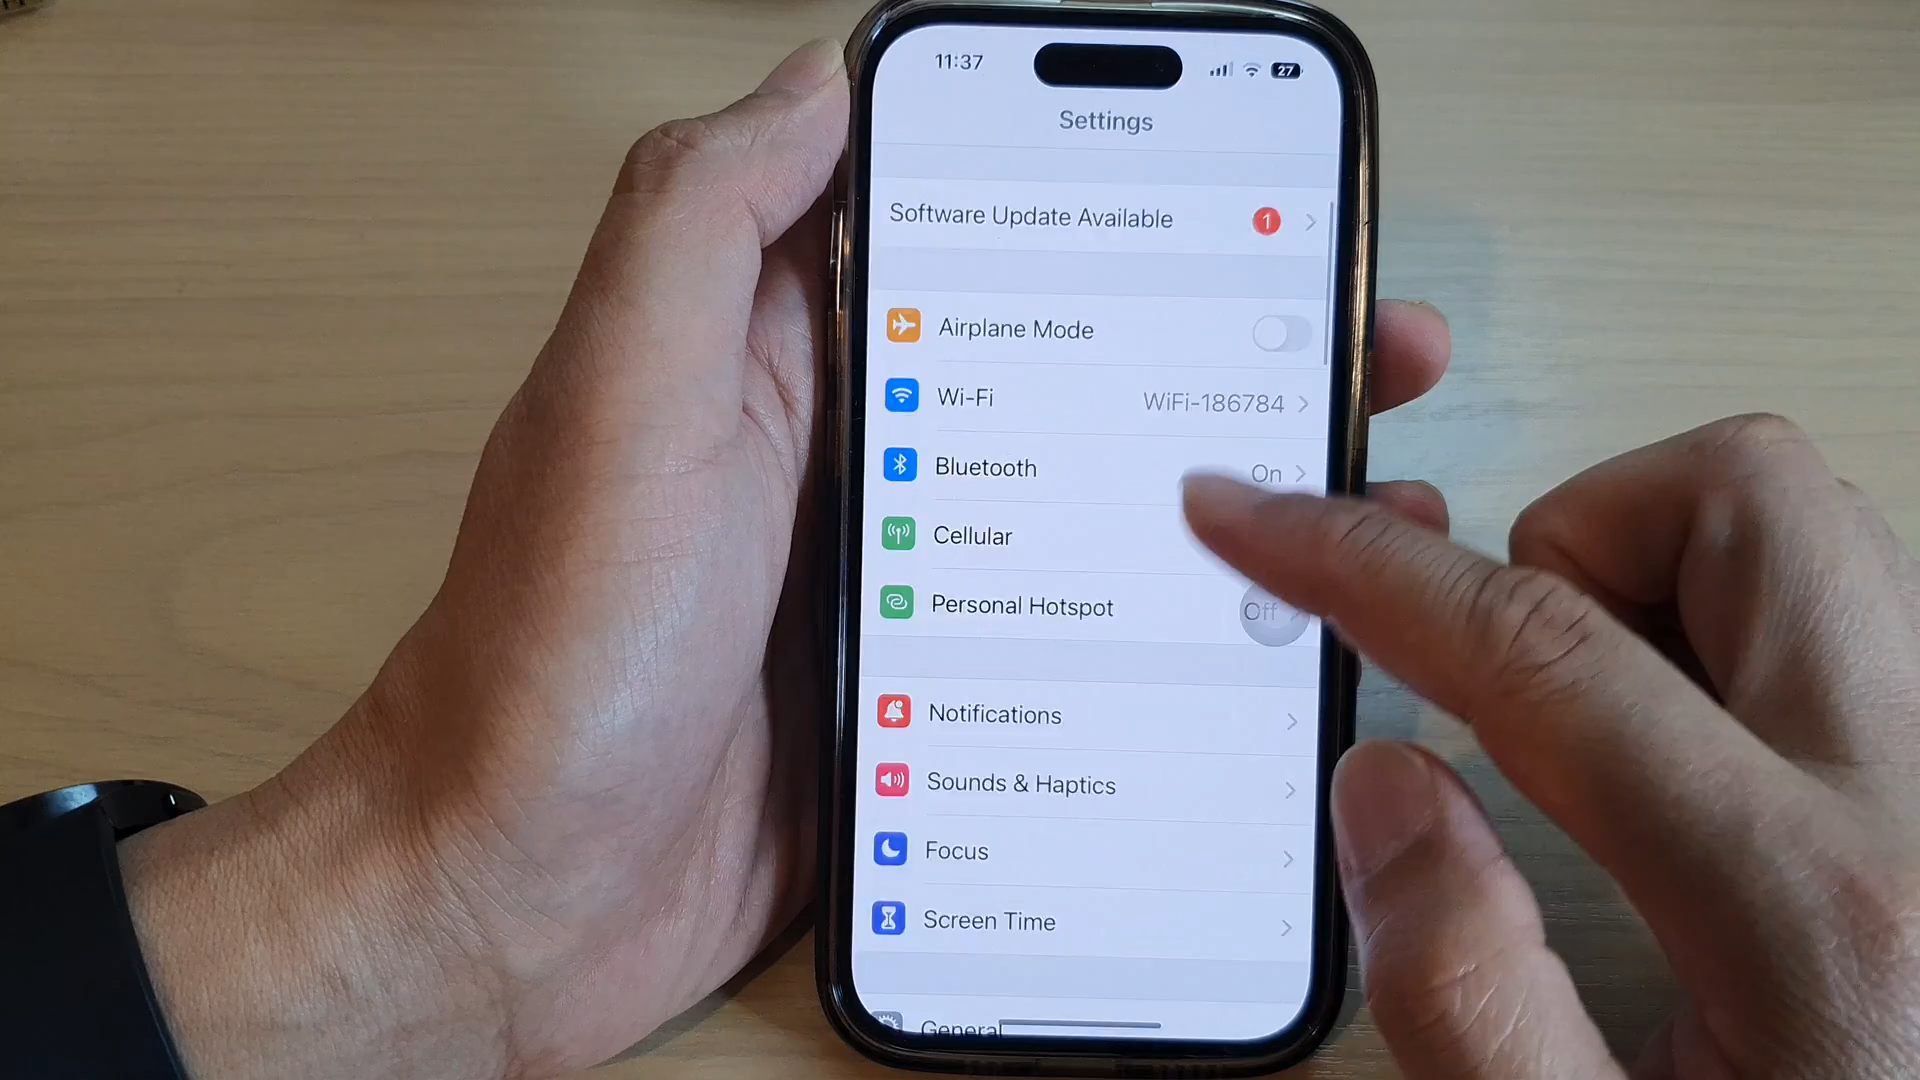 11:37 27
Settings
Software Update Available 1
Airplane Mode
Wi-Fi WiFi-186784
Bluetooth On
Cellular
Personal Hotspot Off
Notifications
Sounds & Haptics
Focus
Screen Time
General